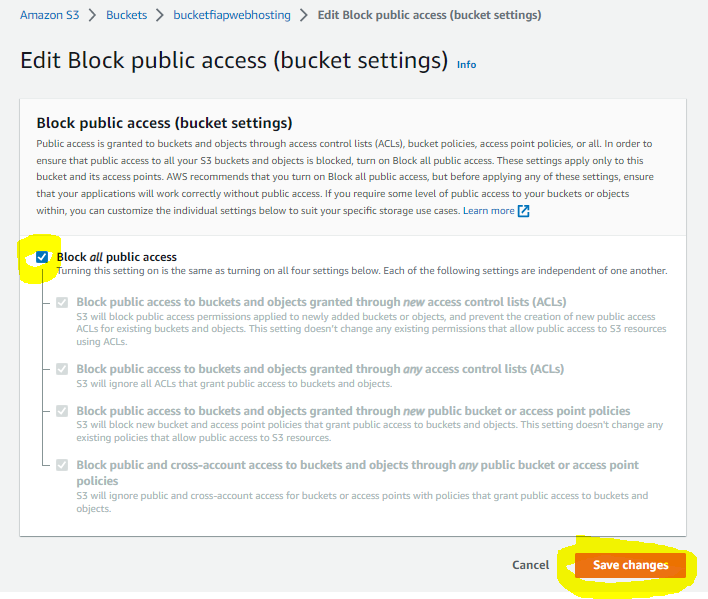 Amazon S3 > Buckets > bucketfiapwebhosting > Edit Block public access (bucket settings)
Edit Block public access (bucket settings) Info
Block public access (bucket settings)
Public access is granted to buckets and objects through access control lists (ACLs), bucket policies, access point policies, or all. In order to
ensure that public access to all your S3 buckets and objects is blocked, turn on Block all public access. These settings apply only to this
bucket and its access points. AWS recommends that you turn on Block all public access, but before applying any of these settings, ensure
that your applications will work correctly without public access. If you require some level of public access to your buckets or objects
within, you can customize the individual settings below to suit your specific storage use cases. Learn more
Block all public access
Turning this setting on is the same as turning on all four settings below. Each of the following settings are independent of one another.
Block public access to buckets and objects granted through new access control lists (ACLs)
S3 will block public access permissions applied to newly added buckets or objects, and prevent the creation of new public access
ACLs for existing buckets and objects. This setting doesn't change any existing permissions that allow public access to S3 resources
using ACLs.
Block public access to buckets and objects granted through any access control lists (ACLs)
S3 will ignore all ACLs that grant public access to buckets and objects.
Block public access to buckets and objects granted through new public bucket or access point policies
S3 will block new bucket and access point policies that grant public access to buckets and objects. This setting doesn't change any
existing policies that allow public access to S3 resources.
Block public and cross-account access to buckets and objects through any public bucket or access point
policies
S3 will ignore public and cross-account access for buckets or access points with policies that grant public access to buckets and
objects.
Cancel Save changes